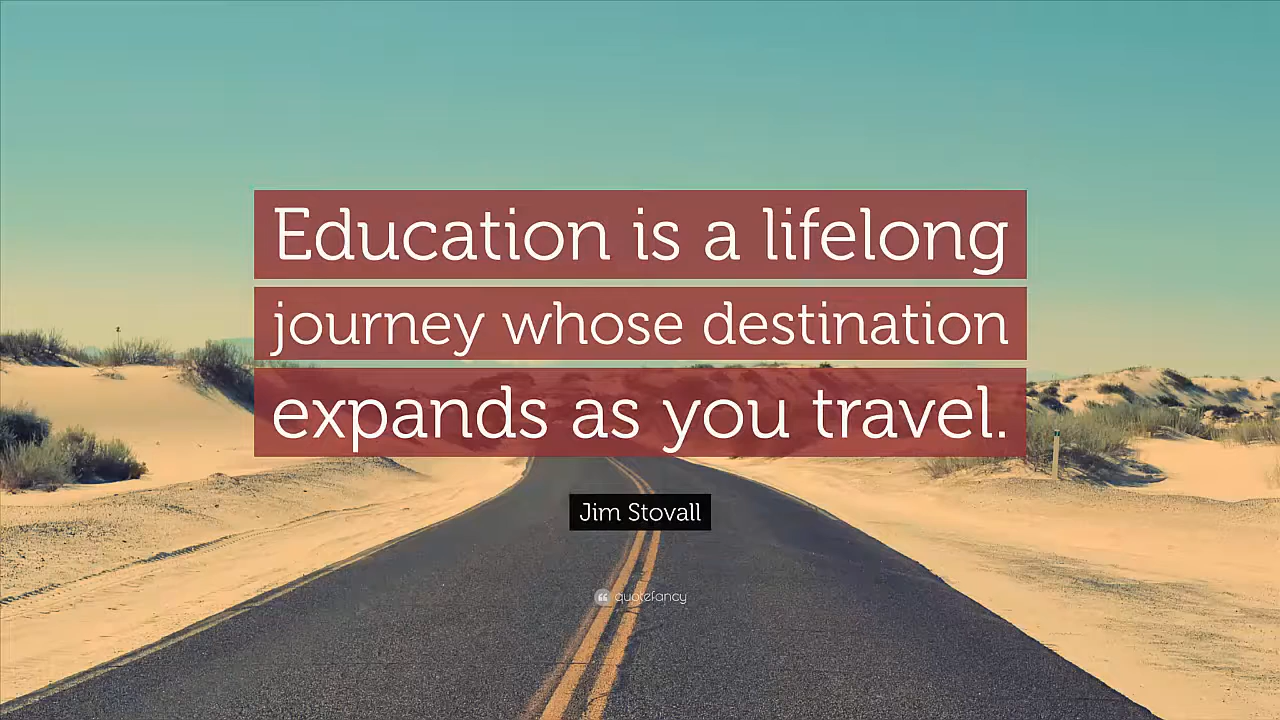 Education is a lifelong
journey whose destination
expands as you travel.
Jim Stovall
quotefancy